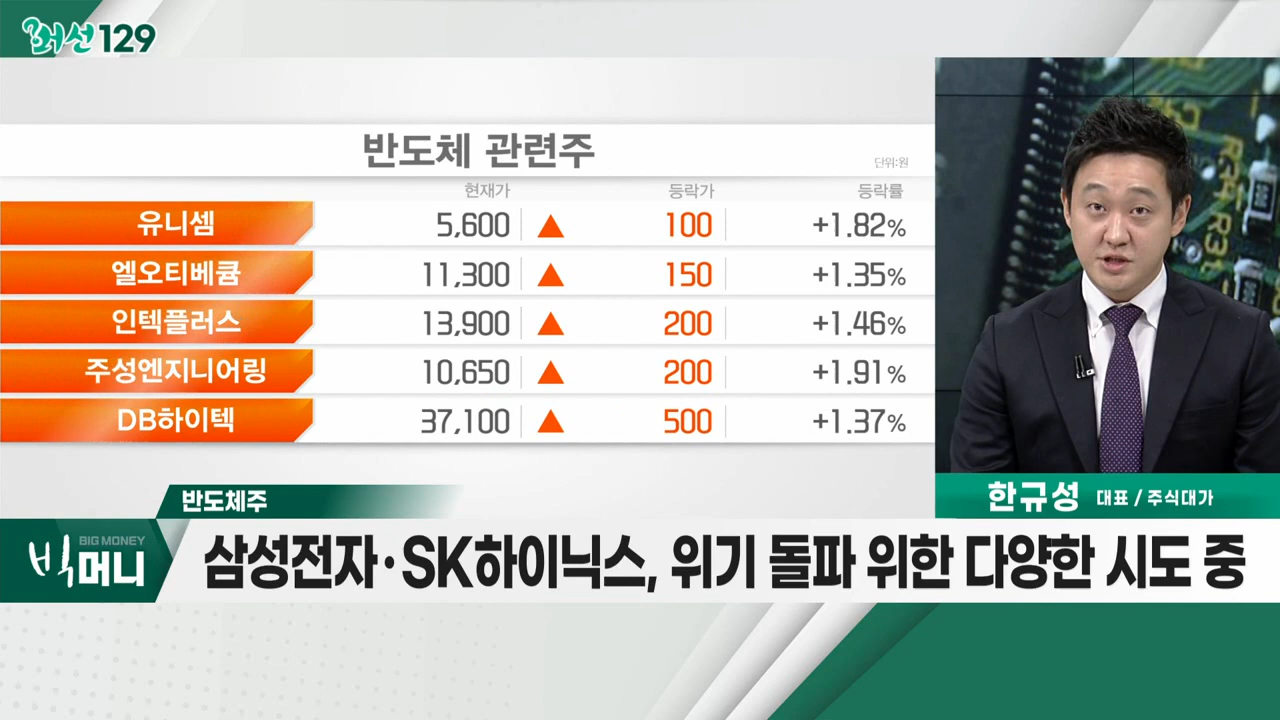 머선129
반도체 관련주
단위:원
현재가 등락가 등락률
유니셈 5,600 ▲ 100 +1.82%
엘오티베큠 11,300 ▲ 150 +1.35%
인텍플러스 13,900 ▲ 200 +1.46%
주성엔지니어링 10,650 ▲ 200 +1.91%
DB하이텍 37,100 ▲ 500 +1.37%
R34 R31
한규성 대표 / 주식대가
반도체주
BIG MONEY
빅머니
삼성전자·SK하이닉스, 위기 돌파 위한 다양한 시도 중